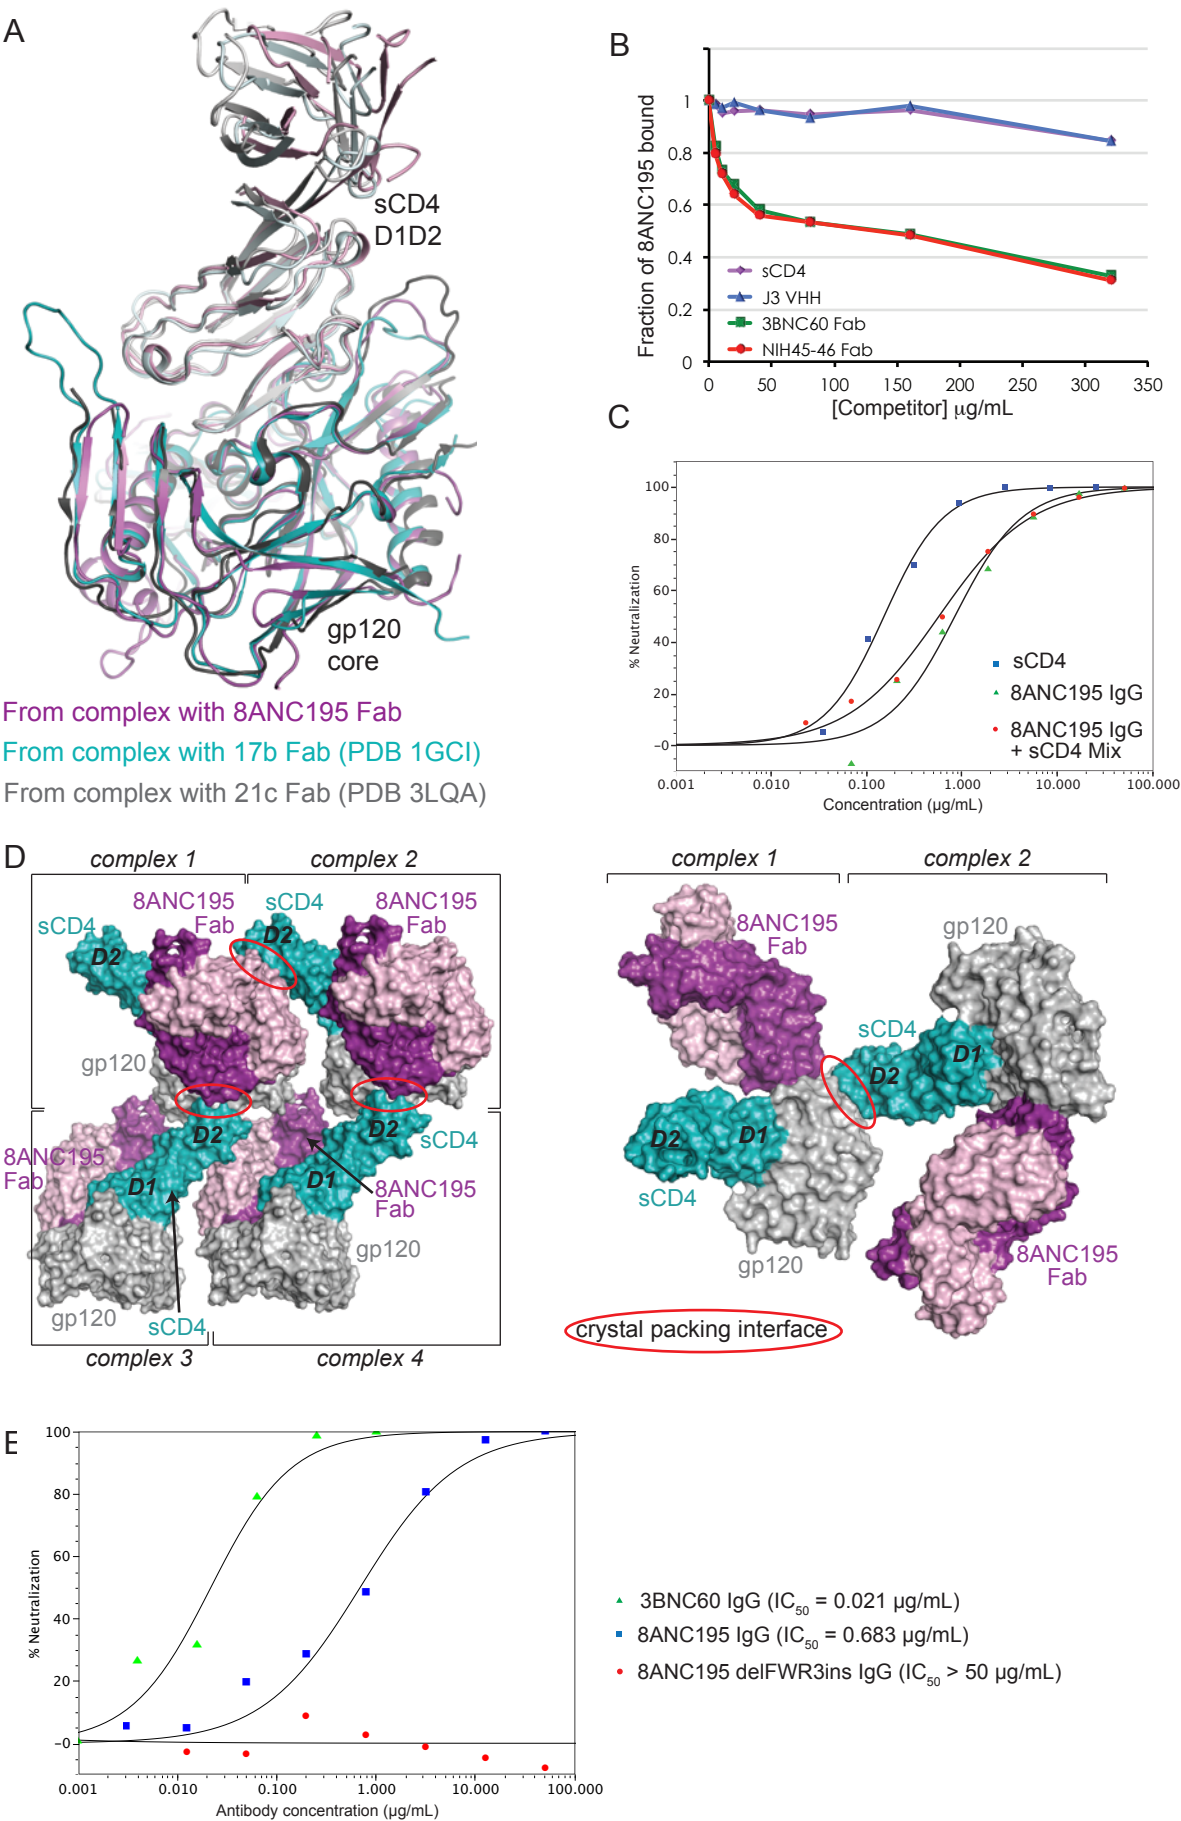 A
sCD4
D1D2
gp120
core
From complex with 8ANC195 Fab
From complex with 17b Fab (PDB 1GCI)
From complex with 21c Fab (PDB 3LQA)
B
Fraction of 8ANC195 bound
1
0.8
0.6
0.4
0.2
0
sCD4
J3 VHH
3BNC60 Fab
NIH45-46 Fab
0 50 100 150 200 250 300 350
[Competitor] μg/mL
C
% Neutralization
100
80
60
40
20
−0
sCD4
8ANC195 IgG
8ANC195 IgG
+ sCD4 Mix
0.001 0.010 0.100 1.000 10.000 100.000
Concentration (μg/mL)
D
complex 1 complex 2
sCD4
8ANC195
Fab
sCD4
8ANC195
Fab
D2
D2
gp120
D2
D2
sCD4
8ANC195
Fab
D1
D1
8ANC195
Fab
gp120
gp120
sCD4
complex 3 complex 4
complex 1 complex 2
8ANC195
Fab
gp120
sCD4
D1
D2
D2 D1
sCD4
gp120
8ANC195
Fab
crystal packing interface
E
% Neutralization
100
80
60
40
20
−0
0.001 0.010 0.100 1.000 10.000 100.000
Antibody concentration (μg/mL)
3BNC60 IgG (IC50 = 0.021 μg/mL)
8ANC195 IgG (IC50 = 0.683 μg/mL)
8ANC195 delFWR3ins IgG (IC50 > 50 μg/mL)